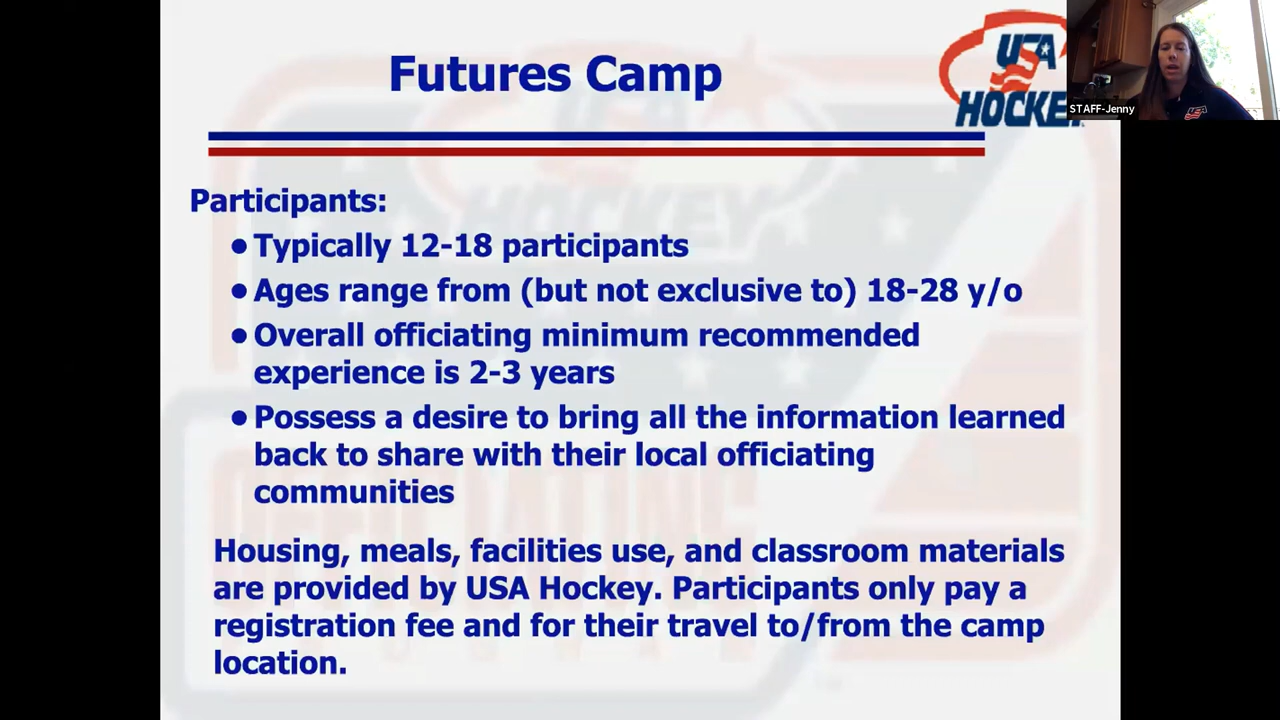 Futures Camp
USA
HOCKEY
STAFF-Jenny
Participants:
• Typically 12-18 participants
• Ages range from (but not exclusive to) 18-28 y/o
• Overall officiating minimum recommended
experience is 2-3 years
• Possess a desire to bring all the information learned
back to share with their local officiating
communities
Housing, meals, facilities use, and classroom materials
are provided by USA Hockey. Participants only pay a
registration fee and for their travel to/from the camp
location.
HOCKEY
OFFICIATING